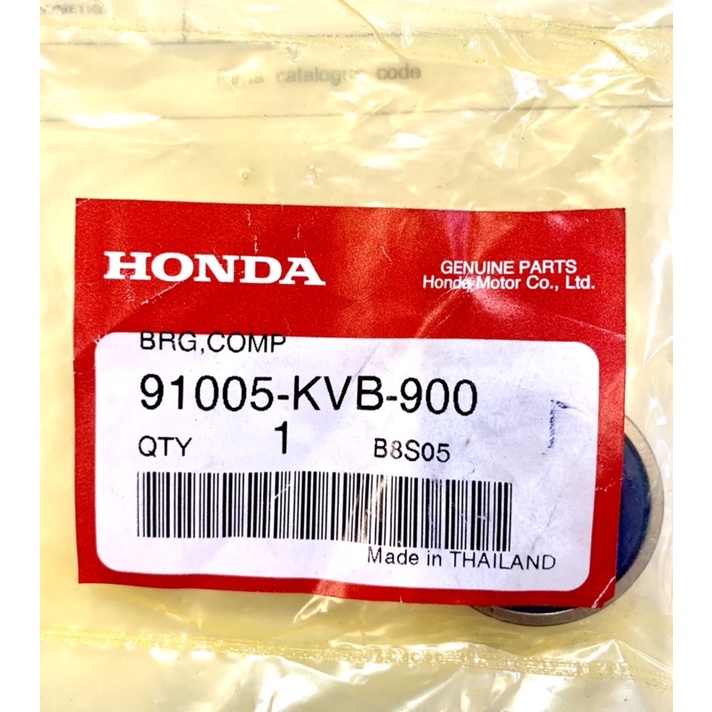 catalogue code
HONDA
GENUINE PARTS
Honda Motor Co., Ltd.
BRG,COMP
91005-KVB-900
QTY 1 B8S05
Made in THAILAND